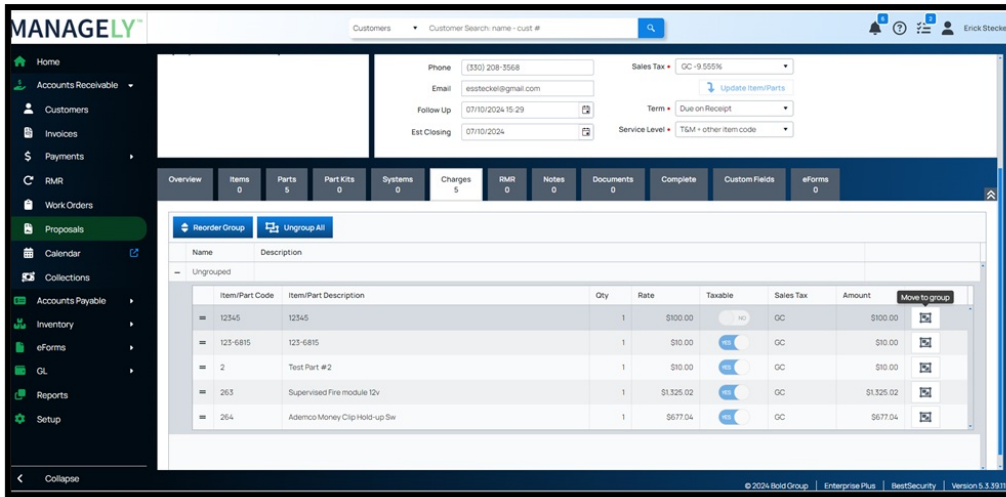 MANAGELY™
Customers Customer Search: name - cust # 6 2 Erick Stecke
Home
Accounts Receivable
Customers
Invoices
Payments
RMR
Work Orders
Proposals
Calendar
Collections
Accounts Payable
Inventory
eForms
GL
Reports
Setup
Collapse
Phone (330) 208-3568 Sales Tax • GC -9.555%
Email essteckel@gmail.com Update Item/Parts
Follow Up 07/10/2024 15:29 Term • Due on Receipt
Est Closing 07/10/2024 Service Level • T&M - other item code
Overview Items 0 Parts 5 Part Kits 0 Systems 0 Charges 5 RMR 0 Notes 0 Documents 0 Complete Custom Fields eForms 0
Reorder Group Ungroup All
Name Description
Ungrouped
Item/Part Code Item/Part Description Qty Rate Taxable Sales Tax Amount Move to group
12345 12345 1 $100.00 NO GC $100.00
123-6815 123-6815 1 $10.00 YES GC $10.00
2 Test Part #2 1 $10.00 YES GC $10.00
263 Supervised Fire module 12v 1 $1,325.02 YES GC $1,325.02
264 Ademco Money Clip Hold-up Sw 1 $677.04 YES GC $677.04
© 2024 Bold Group | Enterprise Plus | BestSecurity | Version 5.3.39.11